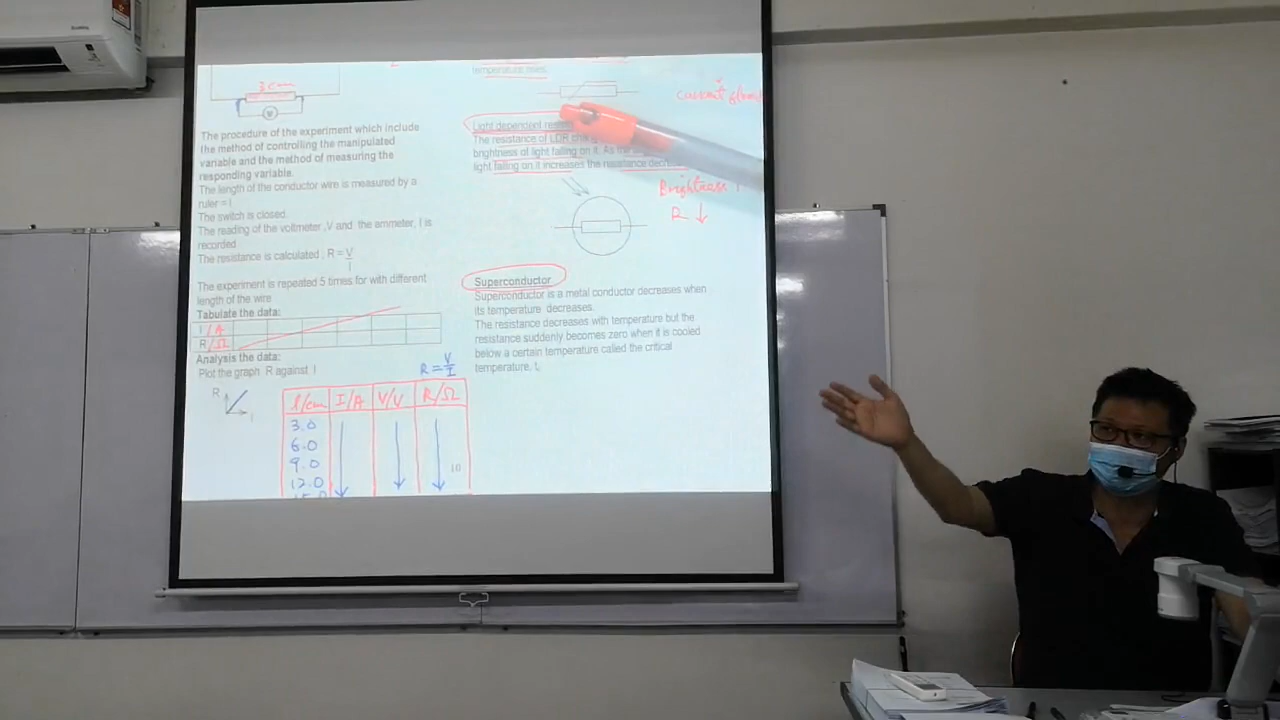 3 cm
V
The procedure of the experiment which include
the method of controlling the manipulated
variable and the method of measuring the
responding variable.
The length of the conductor wire is measured by a
ruler = l
The switch is closed.
The reading of the voltmeter ,V and the ammeter, I is
recorded
The resistance is calculated , R = V
I
The experiment is repeated 5 times for with different
length of the wire
Tabulate the data:
I/A
R/Ω
Analysis the data:
Plot the graph R against l
R
l
R = V/I
l/cm I/A V/V R/Ω
3.0
6.0
9.0
12.0
15.0
10
temperature rises.
current
Light dependent
The resistance of LDR
brightness of light falling on it. As the
light falling on it increases the resistance
Brightness
R ↓
Superconductor
Superconductor is a metal conductor decreases when
its temperature decreases.
The resistance decreases with temperature but the
resistance suddenly becomes zero when it is cooled
below a certain temperature called the critical
temperature, t,